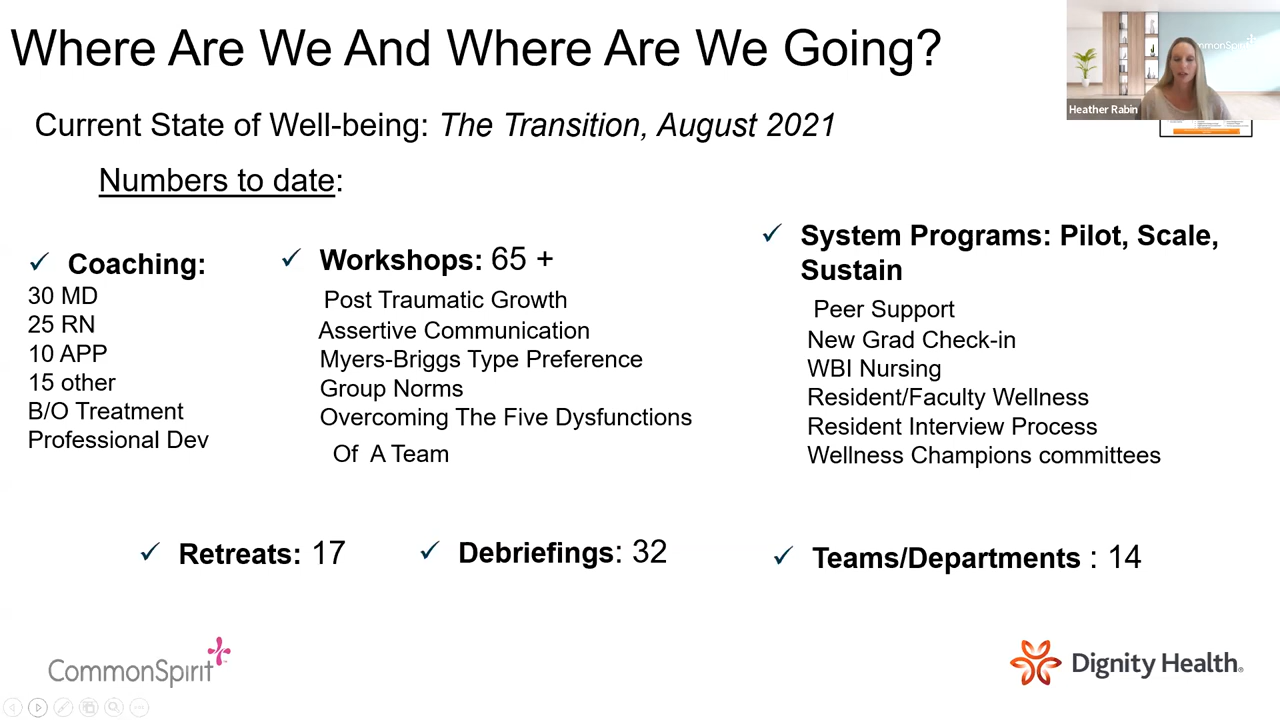 Where Are We And Where Are We Going?
mmonSpirit
Heather Rabin
Current State of Well-being: The Transition, August 2021
Numbers to date:
✓ Coaching:
30 MD
25 RN
10 APP
15 other
B/O Treatment
Professional Dev
✓ Workshops: 65 +
Post Traumatic Growth
Assertive Communication
Myers-Briggs Type Preference
Group Norms
Overcoming The Five Dysfunctions
Of A Team
✓ System Programs: Pilot, Scale,
Sustain
Peer Support
New Grad Check-in
WBI Nursing
Resident/Faculty Wellness
Resident Interview Process
Wellness Champions committees
✓ Retreats: 17
✓ Debriefings: 32
✓ Teams/Departments : 14
CommonSpirit
Dignity Health®